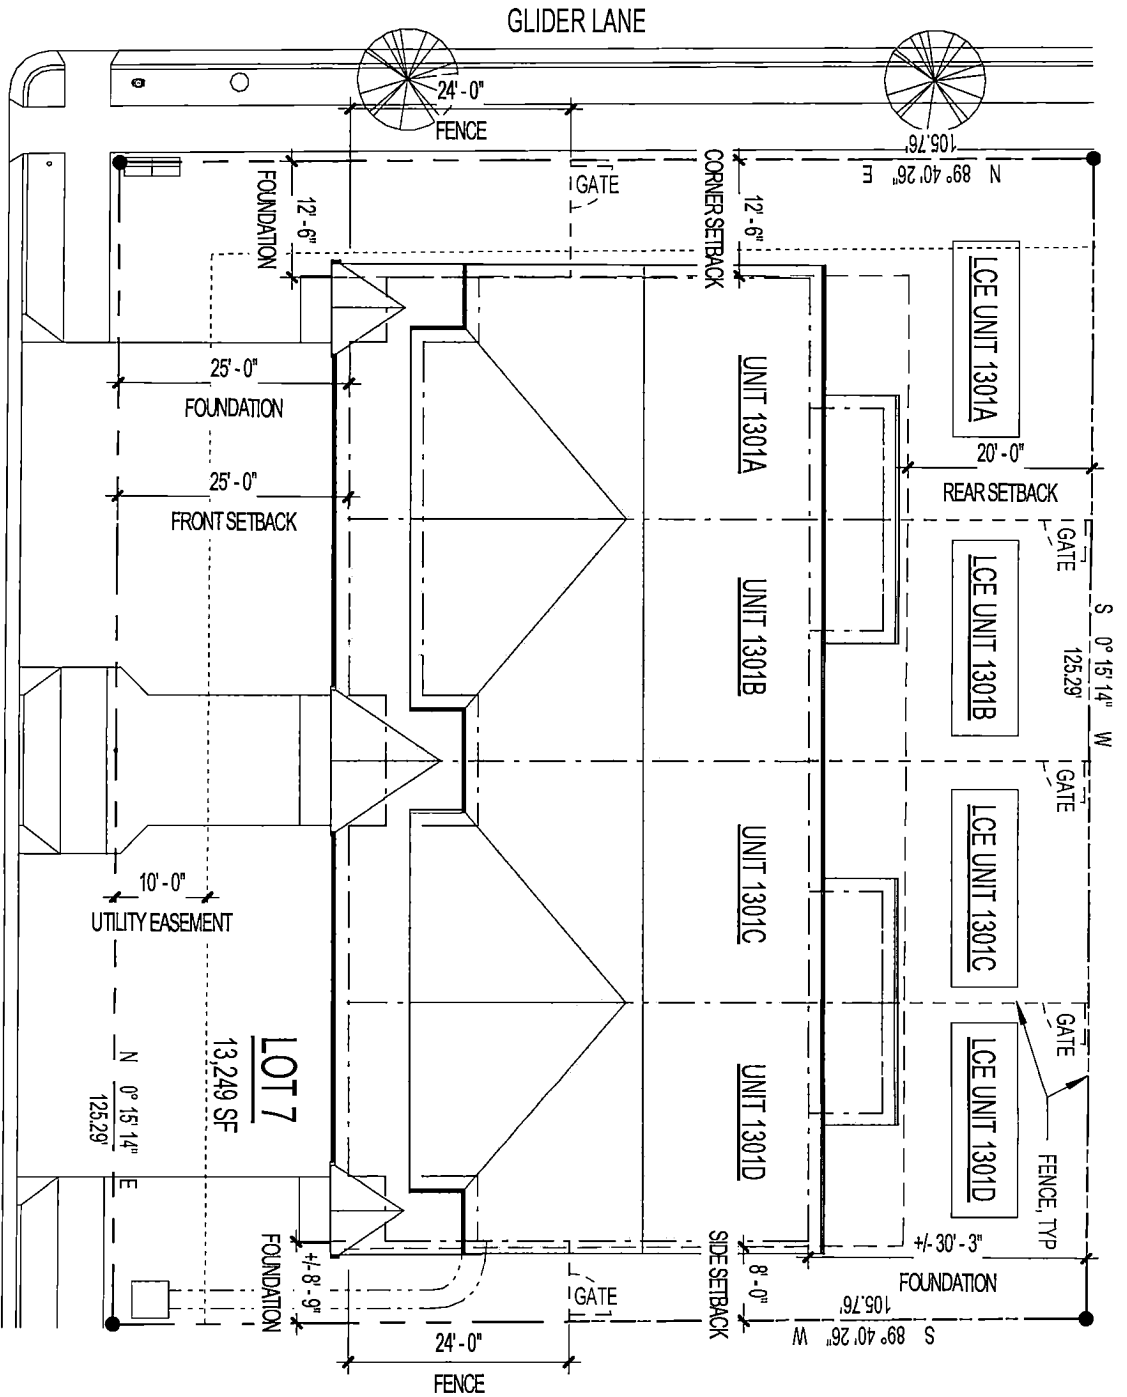 GLIDER LANE
24'-0"
FENCE
105.76'
N 89° 40' 26" E
GATE
CORNER SETBACK
12'-6"
FOUNDATION
12'-6"
LCE UNIT 1301A
UNIT 1301A
25'-0"
FOUNDATION
20'-0"
REAR SETBACK
25'-0"
FRONT SETBACK
GATE
LCE UNIT 1301B
UNIT 1301B
S 0° 15' 14" W
125.29'
GATE
LCE UNIT 1301C
UNIT 1301C
10'-0"
UTILITY EASEMENT
GATE
LCE UNIT 1301D
UNIT 1301D
LOT 7
13,249 SF
N 0° 15' 14" E
125.29'
FENCE, TYP
+/- 30'-3"
FOUNDATION
SIDE SETBACK
8'-0"
FOUNDATION
+/- 8'-9"
GATE
105.76'
S 89° 40' 26" W
24'-0"
FENCE